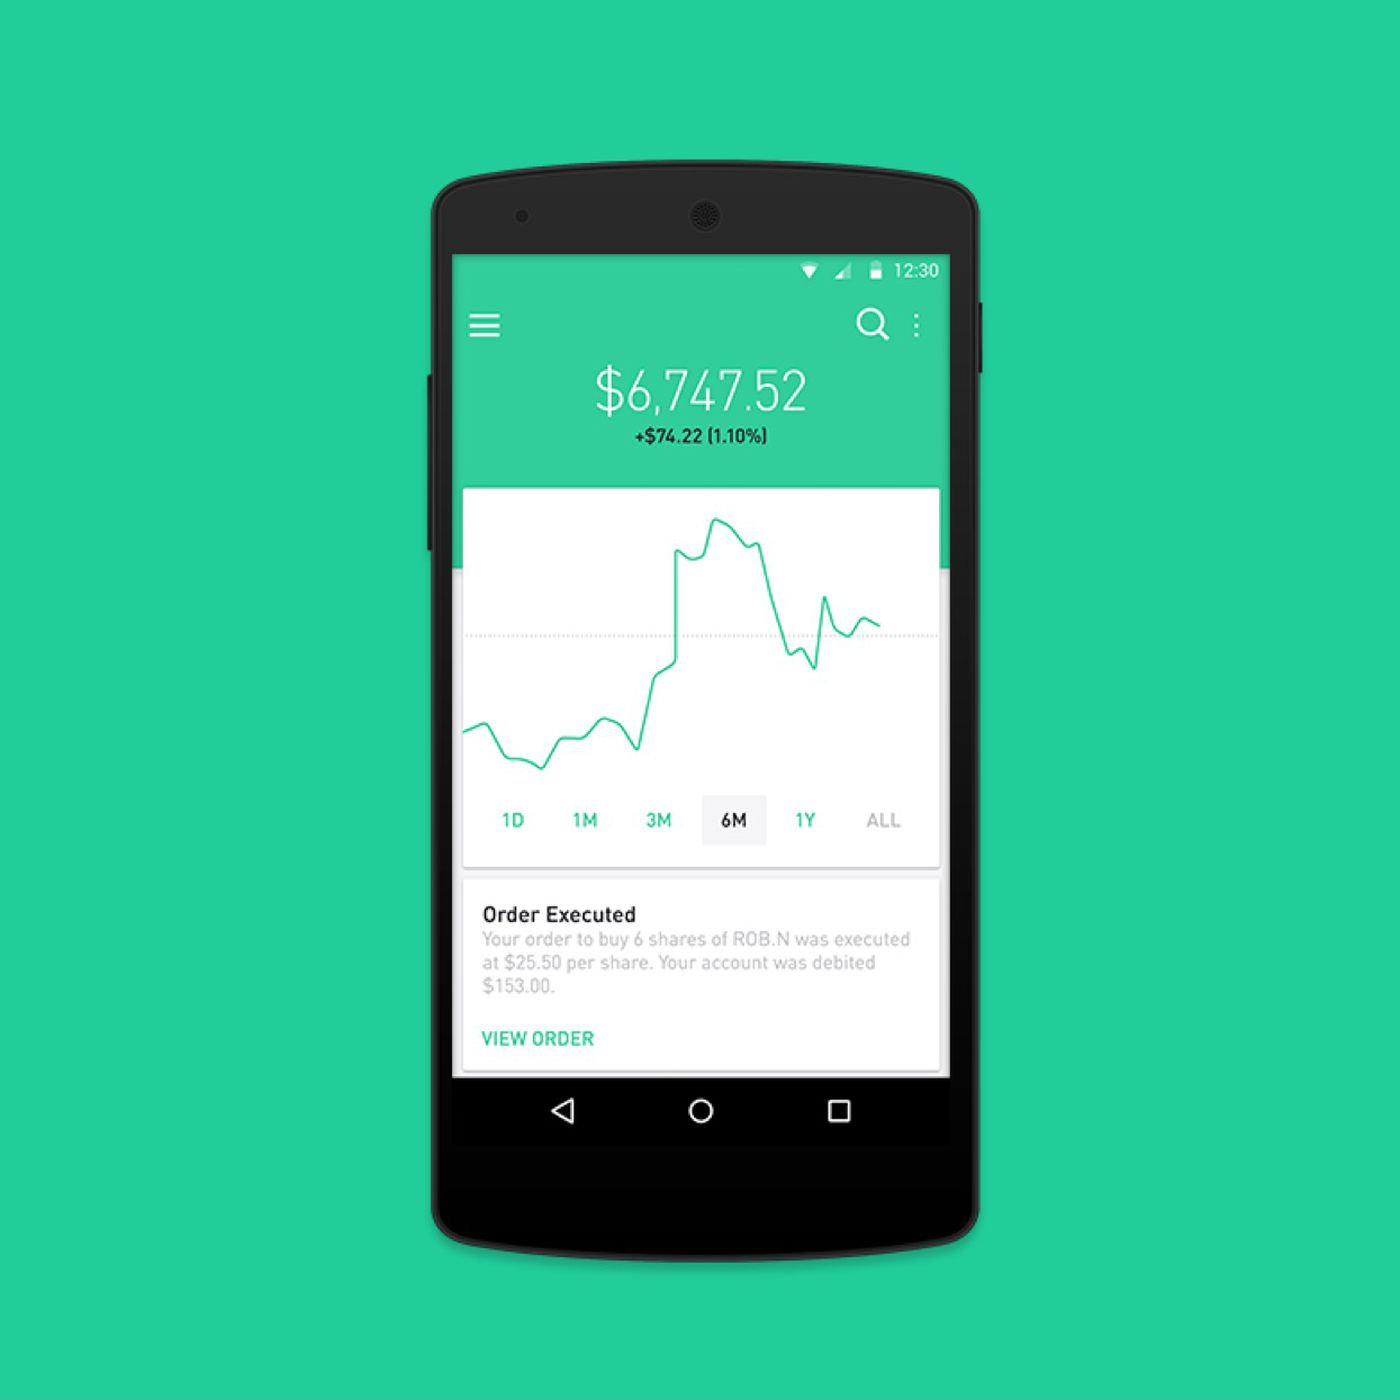 12:30
$6,747.52
+$74.22 (1.10%)
1D 1M 3M 6M 1Y ALL
Order Executed
Your order to buy 6 shares of ROB.N was executed
at $25.50 per share. Your account was debited
$153.00.
VIEW ORDER